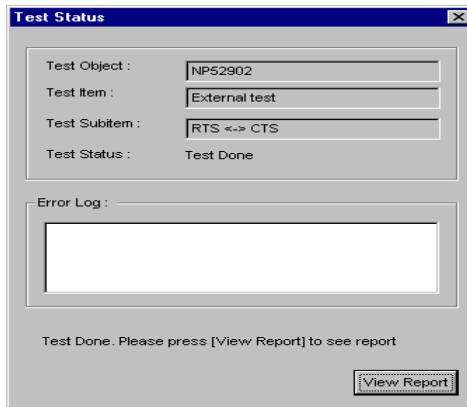 Test Status
Test Object : NP52902
Test Item : External test
Test Subitem : RTS <-> CTS
Test Status : Test Done
Error Log :
Test Done. Please press [View Report] to see report
View Report